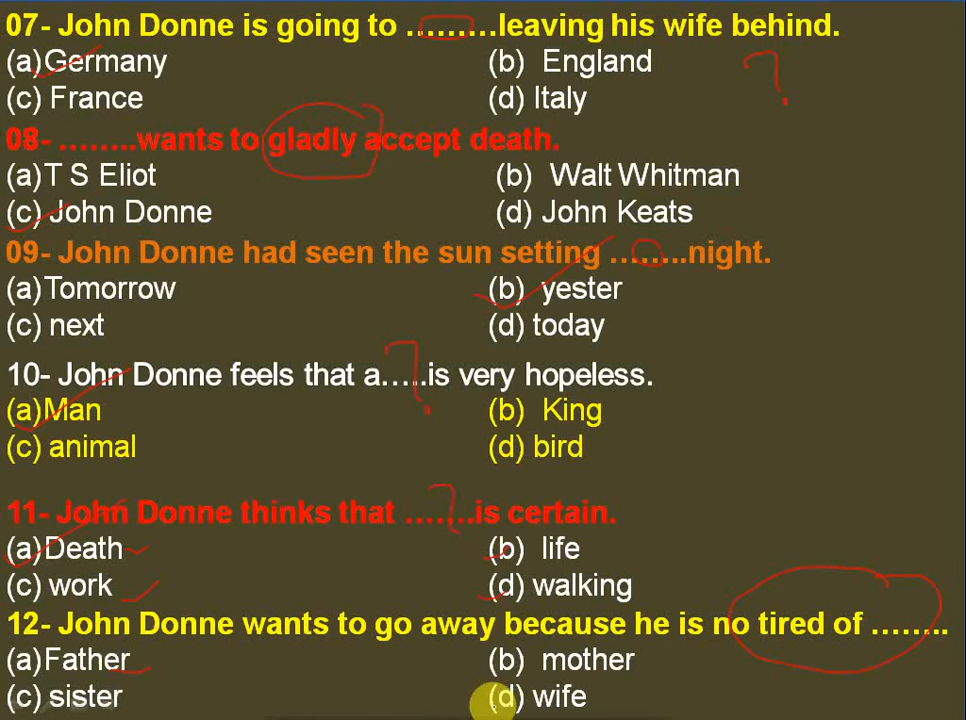 07- John Donne is going to ………leaving his wife behind.
(a)Germany (b) England
(c) France (d) Italy
08- ……..wants to gladly accept death.
(a)T S Eliot (b) Walt Whitman
(c) John Donne (d) John Keats
09- John Donne had seen the sun setting ……..night.
(a)Tomorrow (b) yester
(c) next (d) today
10- John Donne feels that a…..is very hopeless.
(a)Man (b) King
(c) animal (d) bird
11- John Donne thinks that …….is certain.
(a)Death (b) life
(c) work (d) walking
12- John Donne wants to go away because he is no tired of ……..
(a)Father (b) mother
(c) sister (d) wife